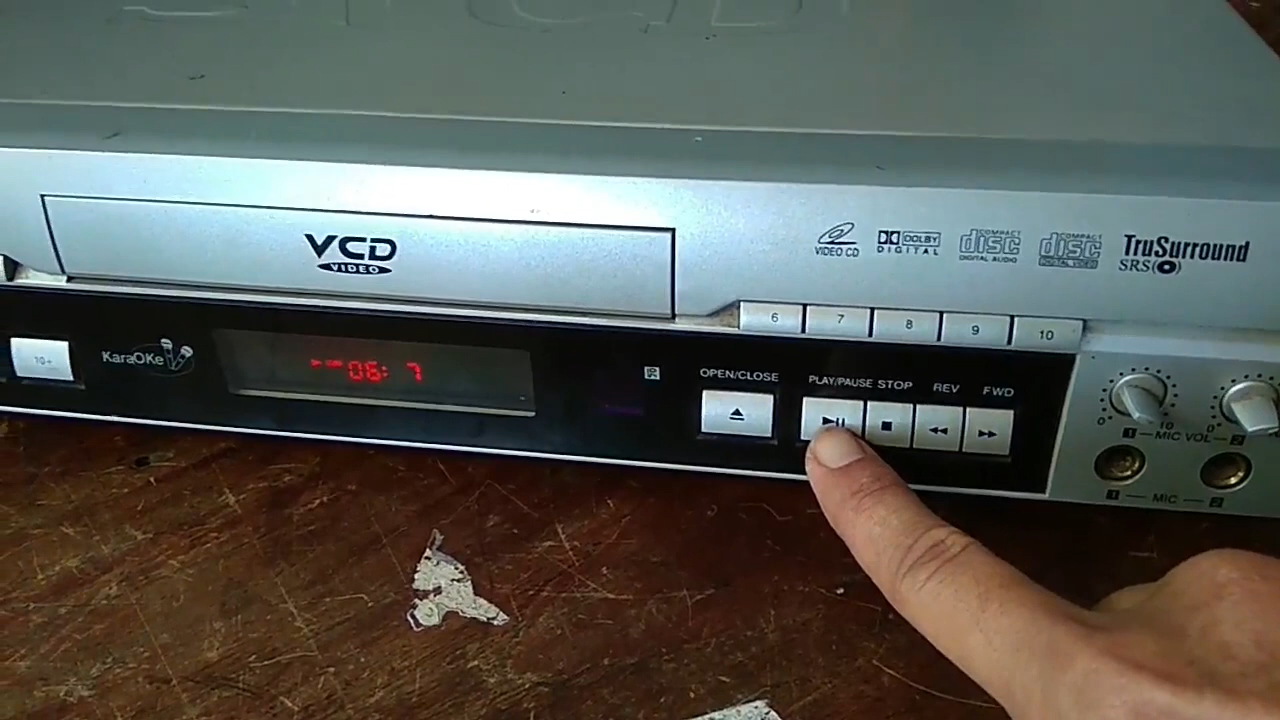 VCD
VIDEO
VIDEO CD
DOLBY
DIGITAL
COMPACT
disc
DIGITAL AUDIO
COMPACT
disc
DIGITAL VIDEO
TruSurround
SRS
6 7 8 9 10
10+
KaraOKe
06: 7
OPEN/CLOSE
PLAY/PAUSE STOP REV FWD
0 10 0
1 MIC VOL 2
1 MIC 2